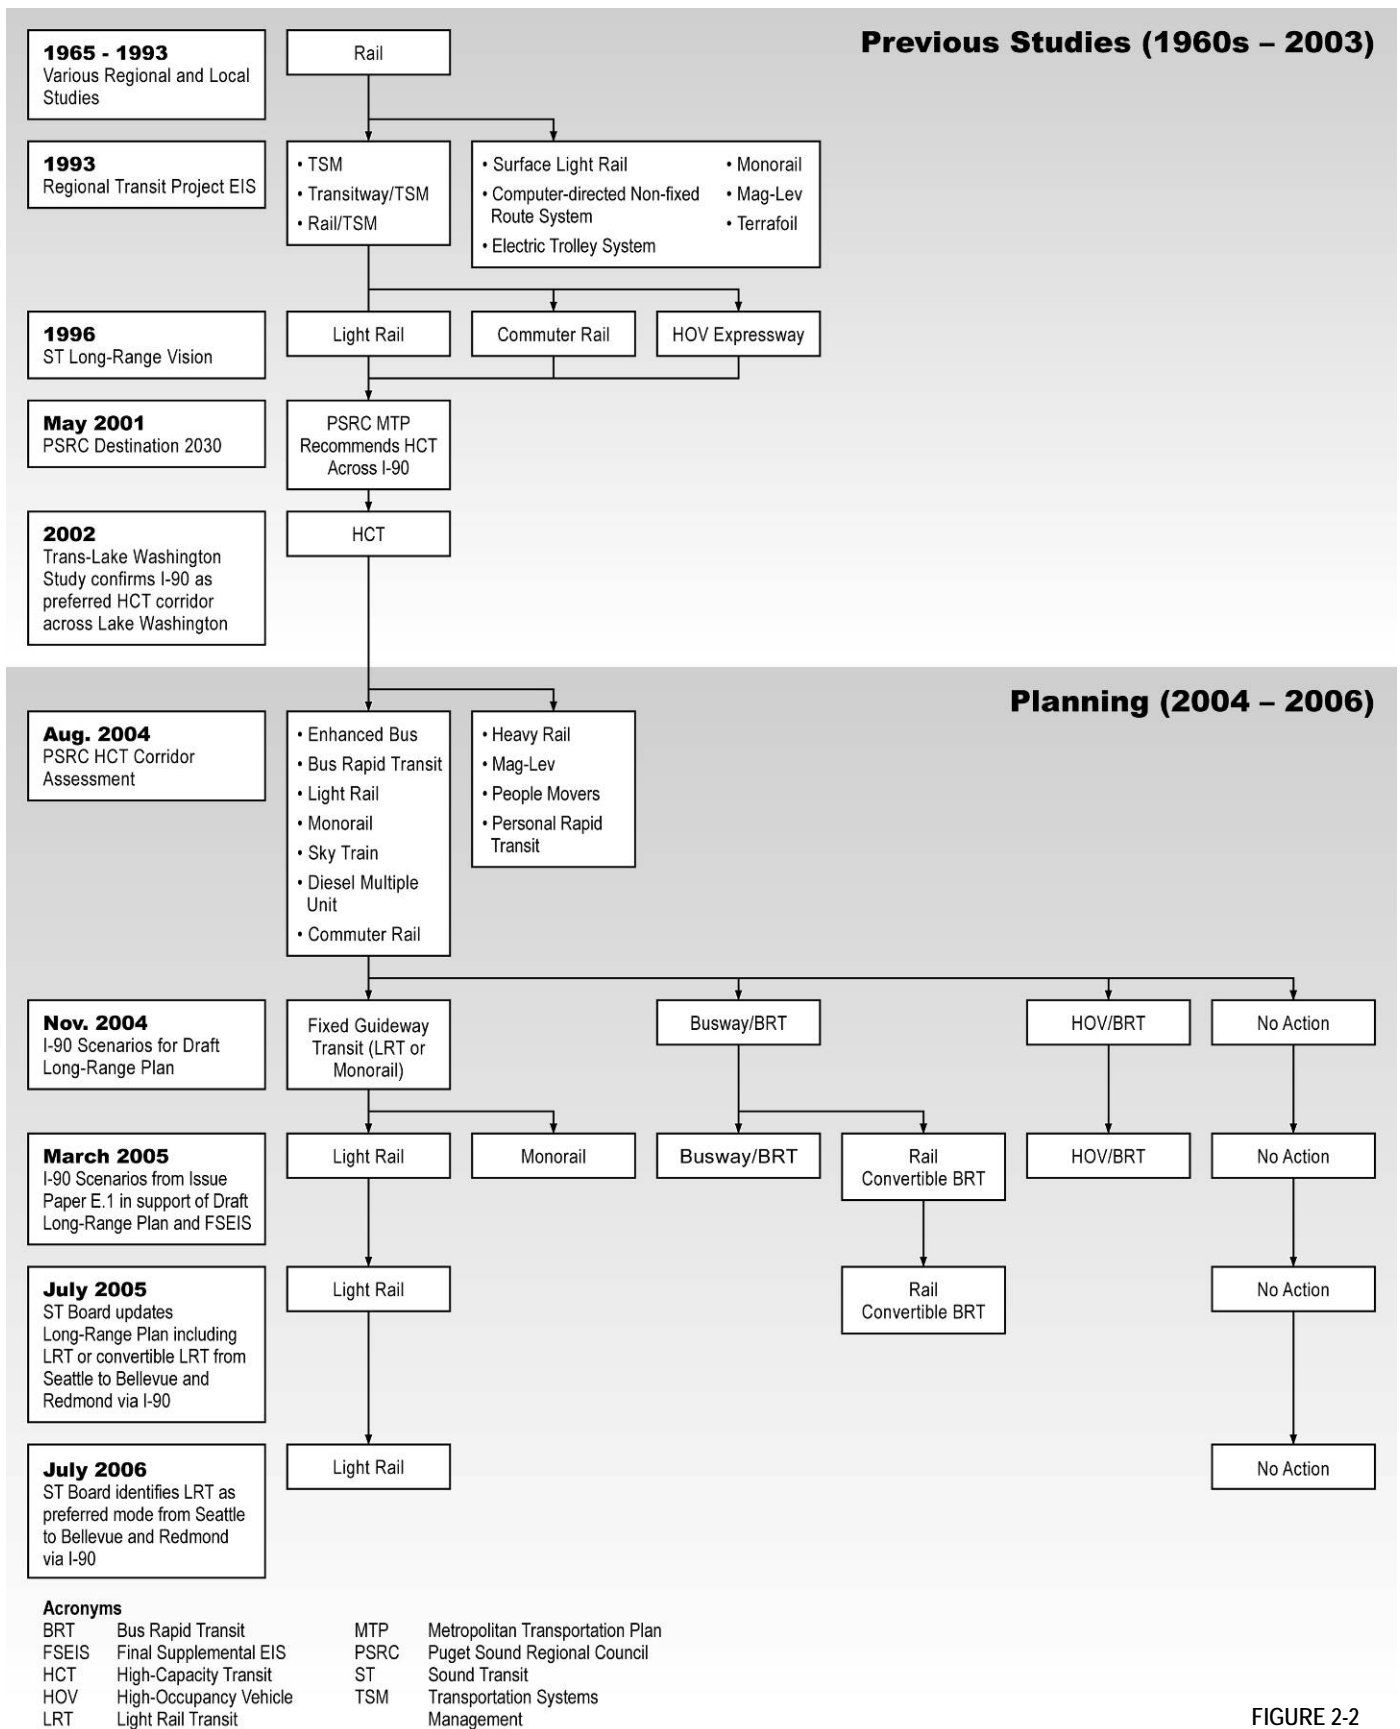 Previous Studies (1960s – 2003)
1965 - 1993
Various Regional and Local
Studies
Rail
1993
Regional Transit Project EIS
• TSM
• Transitway/TSM
• Rail/TSM
• Surface Light Rail
• Computer-directed Non-fixed
Route System
• Electric Trolley System
• Monorail
• Mag-Lev
• Terrafoil
1996
ST Long-Range Vision
Light Rail
Commuter Rail
HOV Expressway
May 2001
PSRC Destination 2030
PSRC MTP
Recommends HCT
Across I-90
2002
Trans-Lake Washington
Study confirms I-90 as
preferred HCT corridor
across Lake Washington
HCT
Planning (2004 – 2006)
Aug. 2004
PSRC HCT Corridor
Assessment
• Enhanced Bus
• Bus Rapid Transit
• Light Rail
• Monorail
• Sky Train
• Diesel Multiple
Unit
• Commuter Rail
• Heavy Rail
• Mag-Lev
• People Movers
• Personal Rapid
Transit
Nov. 2004
I-90 Scenarios for Draft
Long-Range Plan
Fixed Guideway
Transit (LRT or
Monorail)
Busway/BRT
HOV/BRT
No Action
March 2005
I-90 Scenarios from Issue
Paper E.1 in support of Draft
Long-Range Plan and FSEIS
Light Rail
Monorail
Busway/BRT
Rail
Convertible BRT
HOV/BRT
No Action
July 2005
ST Board updates
Long-Range Plan including
LRT or convertible LRT from
Seattle to Bellevue and
Redmond via I-90
Light Rail
Rail
Convertible BRT
No Action
July 2006
ST Board identifies LRT as
preferred mode from Seattle
to Bellevue and Redmond
via I-90
Light Rail
No Action
Acronyms
BRT Bus Rapid Transit
FSEIS Final Supplemental EIS
HCT High-Capacity Transit
HOV High-Occupancy Vehicle
LRT Light Rail Transit
MTP Metropolitan Transportation Plan
PSRC Puget Sound Regional Council
ST Sound Transit
TSM Transportation Systems
Management
FIGURE 2-2